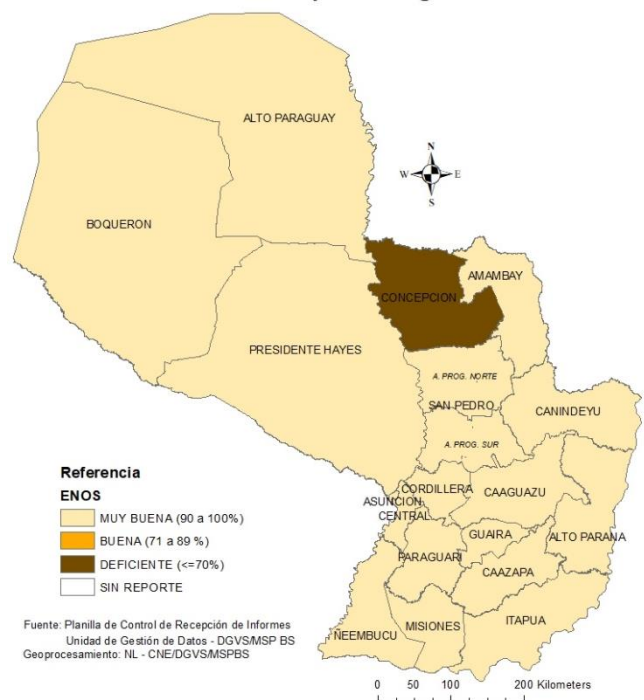 ALTO PARAGUAY
N
W E
S
BOQUERON
AMAMBAY
CONCEPCION
PRESIDENTE HAYES
A. PROG. NORTE
SAN PEDRO
CANINDEYU
A. PROG. SUR
CORDILLERA
CAAGUAZU
ASUNCION
CENTRAL
GUAIRA
ALTO PARANA
PARAGUARI
CAAZAPA
ÑEEMBUCU
MISIONES
ITAPUA
Referencia
ENOS
MUY BUENA (90 a 100%)
BUENA (71 a 89 %)
DEFICIENTE (<=70%)
SIN REPORTE
Fuente: Planilla de Control de Recepción de Informes
Unidad de Gestión de Datos - DGVS/MSP BS
Geoprocesamiento: NL - CNE/DGVS/MSPBS
0 50 100 200 Kilometers